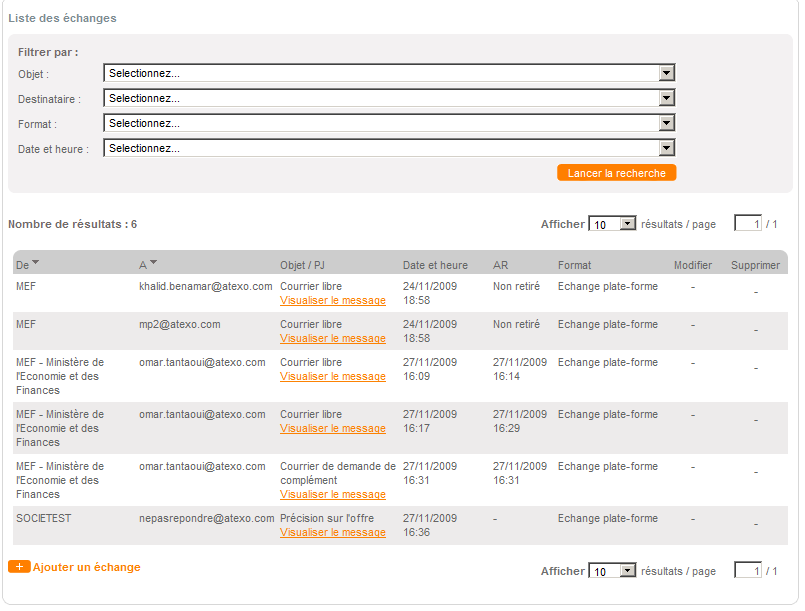 Liste des échanges
Filtrer par :
Objet : Selectionnez...
Destinataire : Selectionnez...
Format : Selectionnez...
Date et heure : Selectionnez...
Lancer la recherche
Nombre de résultats : 6 Afficher 10 résultats / page 1 / 1
De A Objet / PJ Date et heure AR Format Modifier Supprimer
MEF khalid.benamar@atexo.com Courrier libre 24/11/2009 Non retiré Echange plate-forme - -
Visualiser le message 18:58
MEF mp2@atexo.com Courrier libre 24/11/2009 Non retiré Echange plate-forme - -
Visualiser le message 18:58
MEF - Ministère de omar.tantaoui@atexo.com Courrier libre 27/11/2009 27/11/2009 Echange plate-forme - -
l'Economie et des Visualiser le message 16:09 16:14
Finances
MEF - Ministère de omar.tantaoui@atexo.com Courrier libre 27/11/2009 27/11/2009 Echange plate-forme - -
l'Economie et des Visualiser le message 16:17 16:29
Finances
MEF - Ministère de omar.tantaoui@atexo.com Courrier de demande de 27/11/2009 27/11/2009 Echange plate-forme - -
l'Economie et des complément 16:31 16:31
Finances Visualiser le message
SOCIETEST nepasrepondre@atexo.com Précision sur l'offre 27/11/2009 - Echange plate-forme - -
Visualiser le message 16:36
+ Ajouter un échange Afficher 10 résultats / page 1 / 1